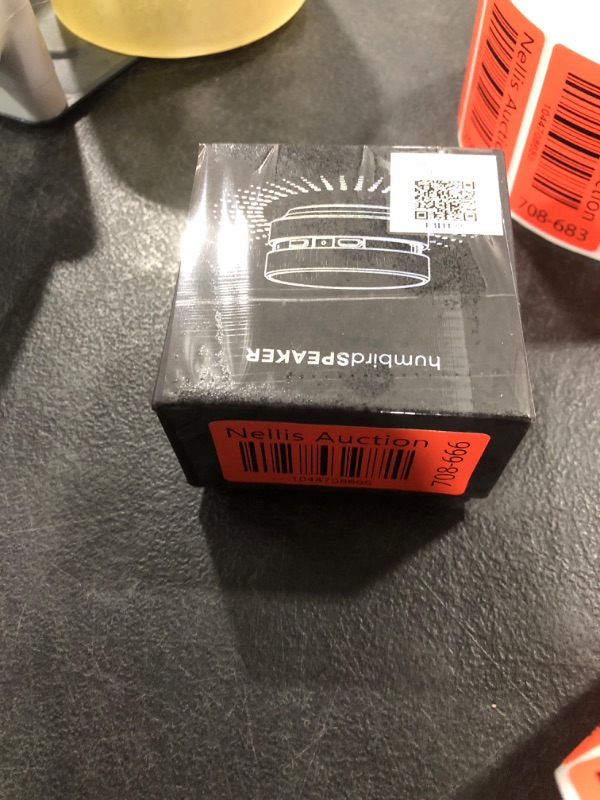 humbirdSPEAKER
Nellis Auction
708-666
Nellis Auction
708-683